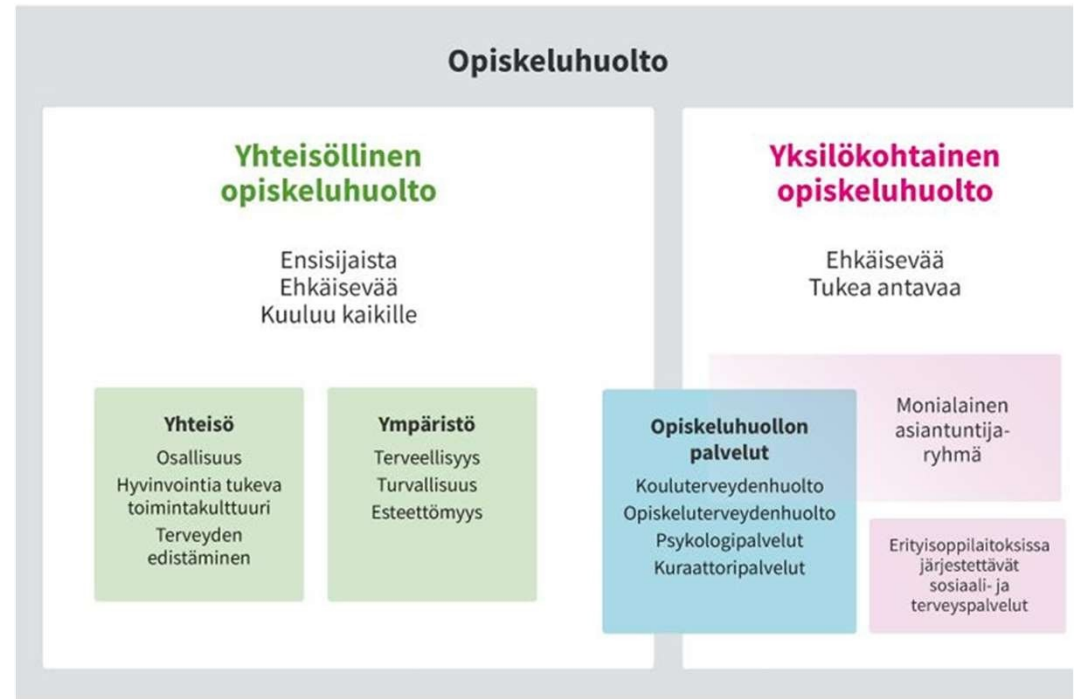 Opiskeluhuolto
Yhteisöllinen
opiskeluhuolto
Ensisijaista
Ehkäisevää
Kuuluu kaikille
Yhteisö
Osallisuus
Hyvinvointia tukeva
toimintakulttuuri
Terveyden
edistäminen
Ympäristö
Terveellisyys
Turvallisuus
Esteettömyys
Opiskeluhuollon
palvelut
Kouluterveydenhuolto
Opiskeluterveydenhuolto
Psykologipalvelut
Kuraattoripalvelut
Yksilökohtainen
opiskeluhuolto
Ehkäisevää
Tukea antavaa
Monialainen
asiantuntija-
ryhmä
Erityisoppilaitoksissa
järjestettävät
sosiaali- ja
terveyspalvelut